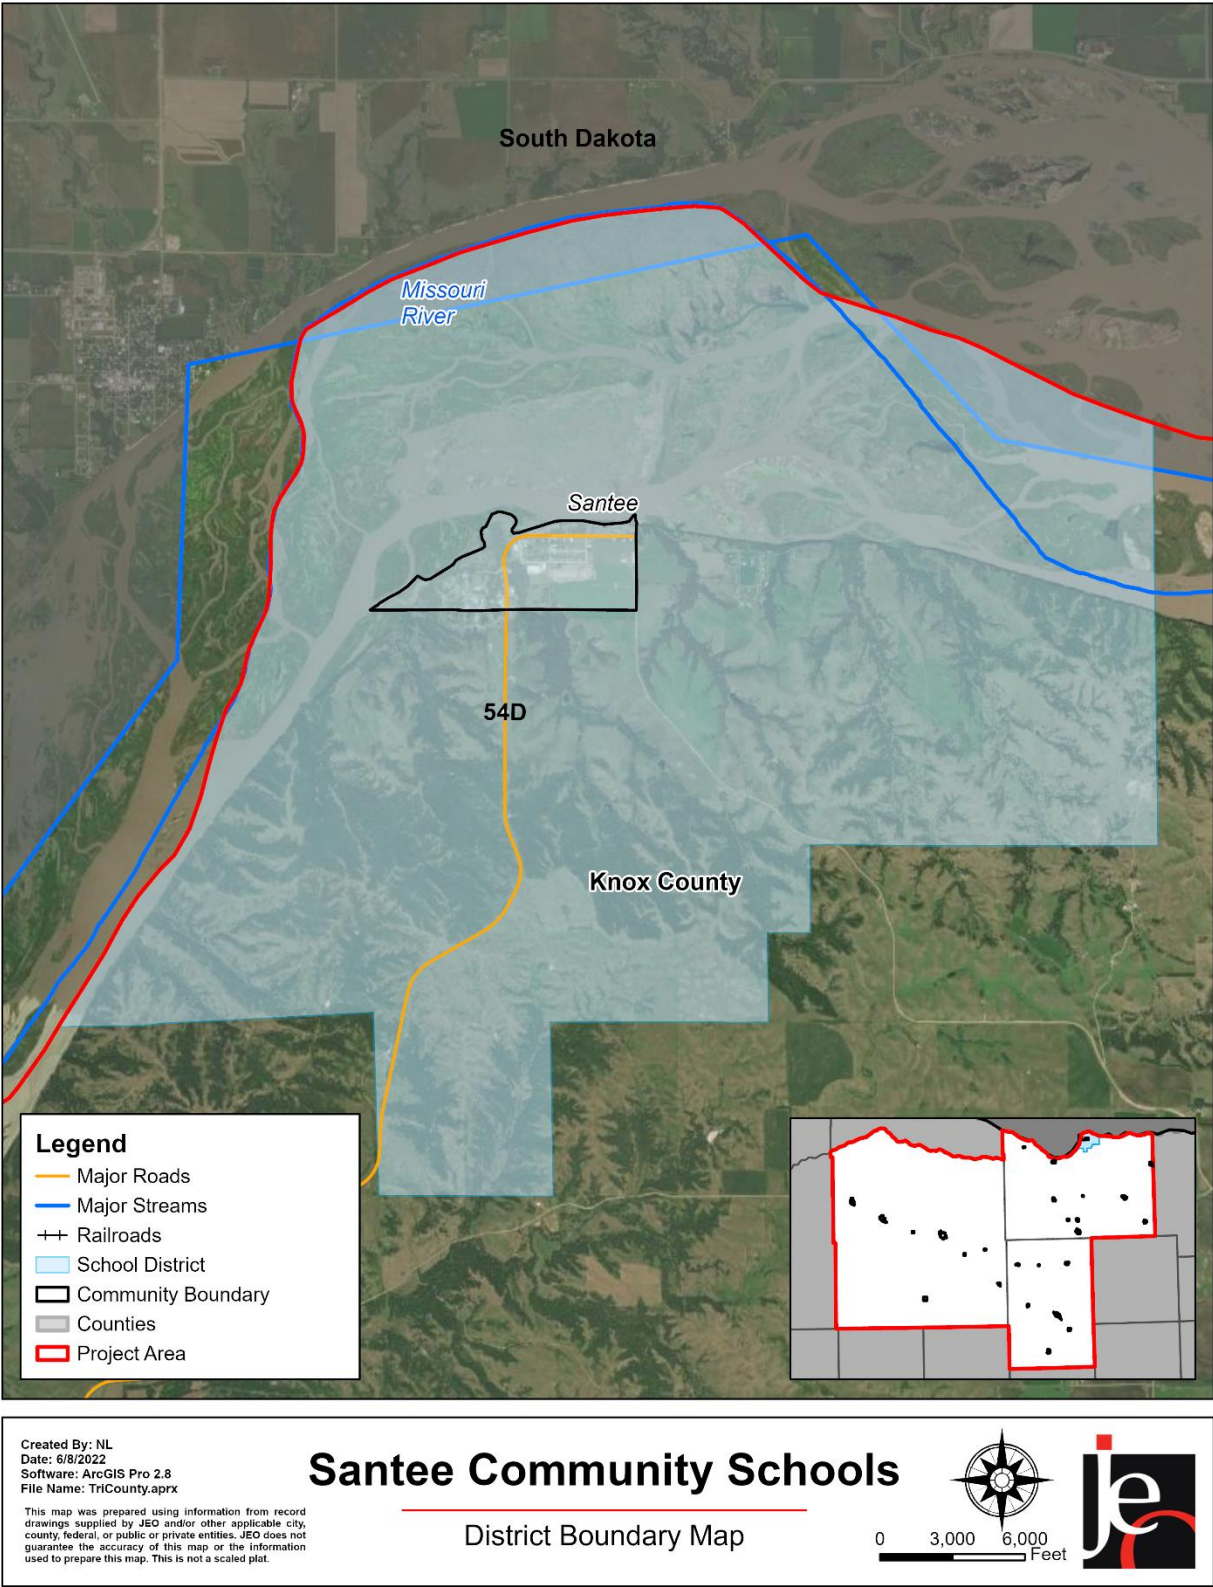 South Dakota
Missouri
River
Santee
54D
Knox County
Legend
Major Roads
Major Streams
Railroads
School District
Community Boundary
Counties
Project Area
Created By: NL
Date: 6/8/2022
Software: ArcGIS Pro 2.8
File Name: TriCounty.aprx
This map was prepared using information from record
drawings supplied by JEO and/or other applicable city,
county, federal, or public or private entities. JEO does not
guarantee the accuracy of this map or the information
used to prepare this map. This is not a scaled plat.
Santee Community Schools
District Boundary Map
0 3,000 6,000
Feet
jeo